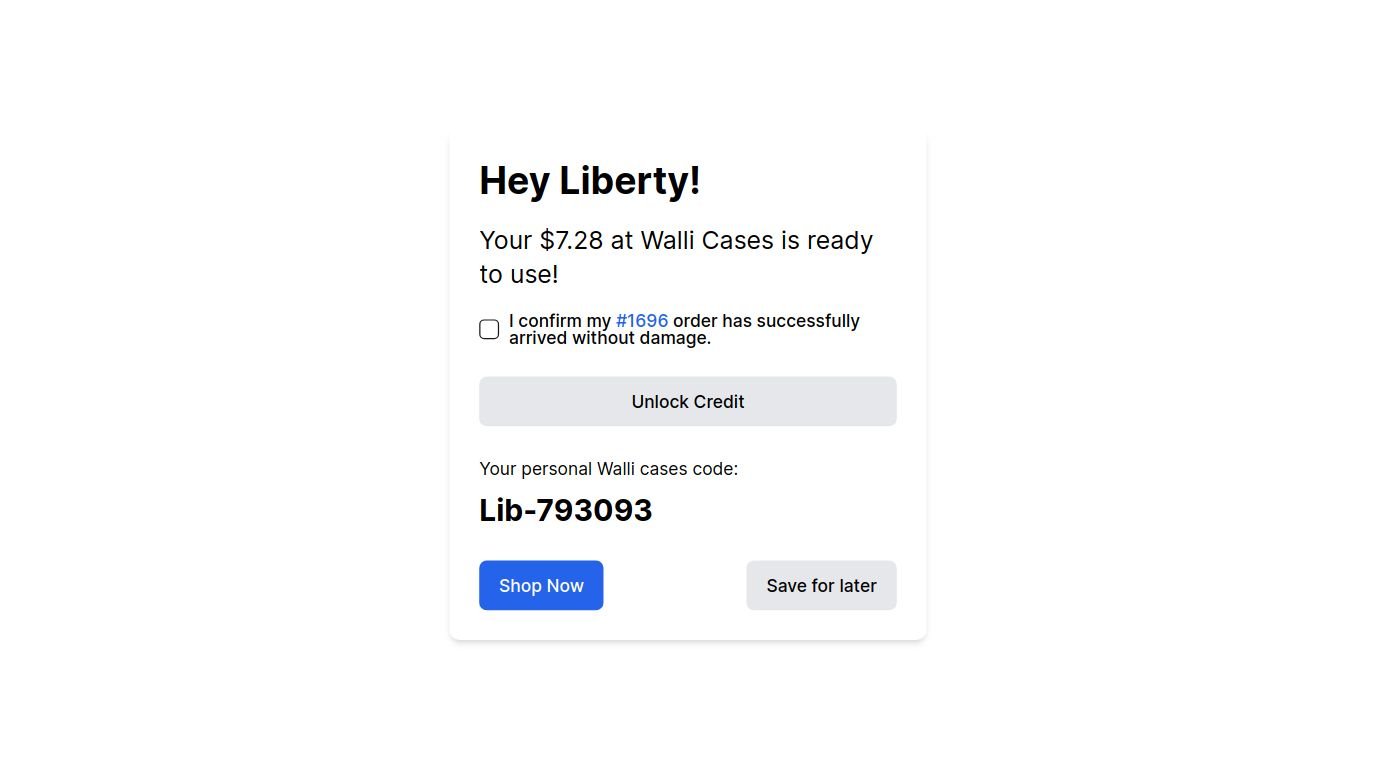 Hey Liberty!
Your $7.28 at Walli Cases is ready
to use!
I confirm my #1696 order has successfully
arrived without damage.
Unlock Credit
Your personal Walli cases code:
Lib-793093
Shop Now
Save for later